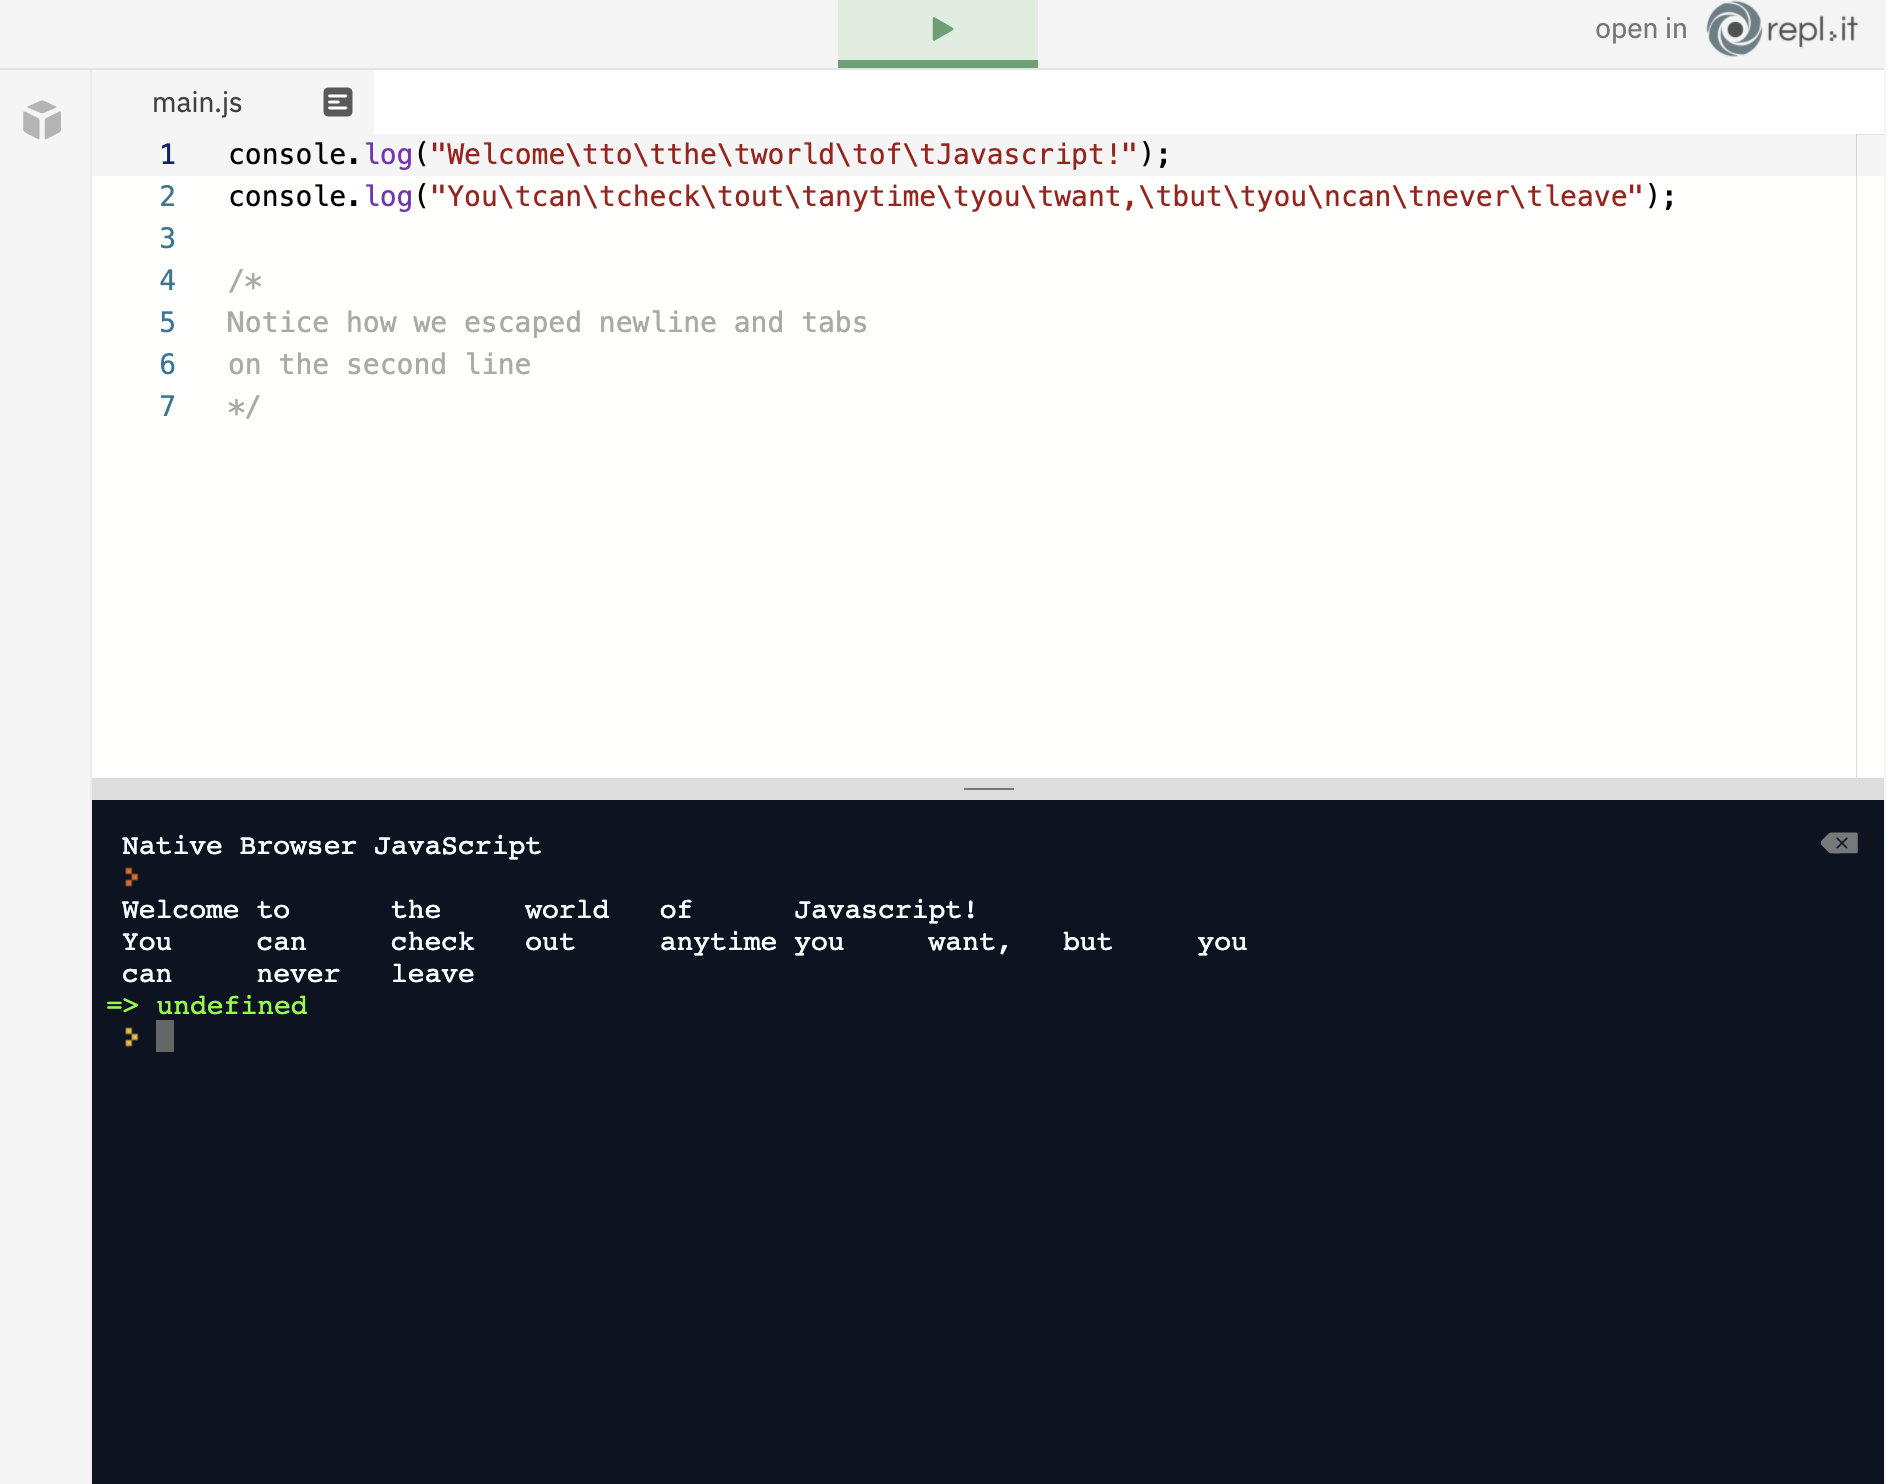 open in repl.it
main.js
1 console.log("Welcome\tto\tthe\tworld\tof\tJavascript!");
2 console.log("You\tcan\tcheck\tout\tanytime\tyou\twant,\tbut\tyou\ncan\tnever\tleave");
3
4 /*
5 Notice how we escaped newline and tabs
6 on the second line
7 */
Native Browser JavaScript
Welcome to the world of Javascript!
You can check out anytime you want, but you
can never leave
=> undefined